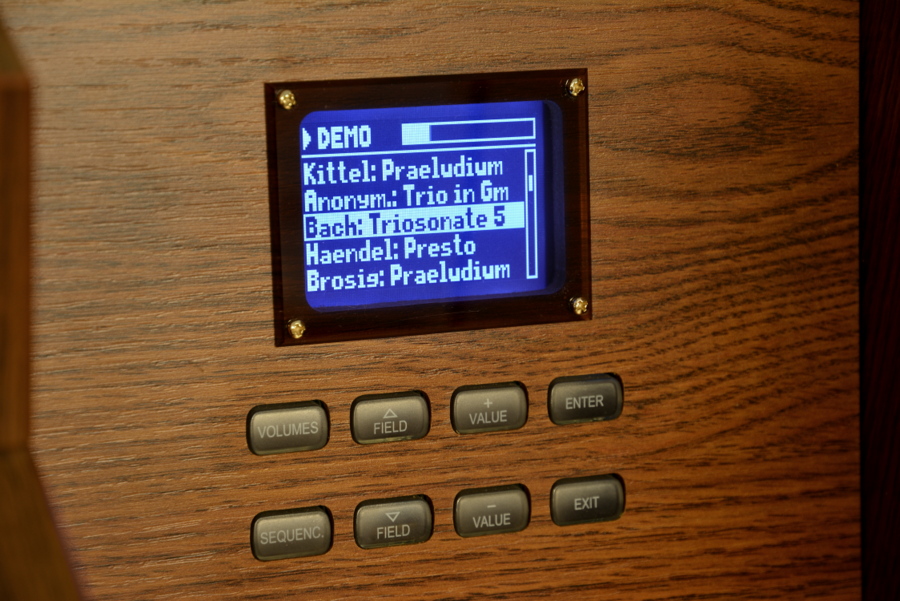 DEMO
Kittel: Praeludium
Anonym.: Trio in Gm
Bach: Triosonate 5
Haendel: Presto
Brosig: Praeludium
VOLUMES
FIELD
+
VALUE
ENTER
SEQUENC.
FIELD
−
VALUE
EXIT